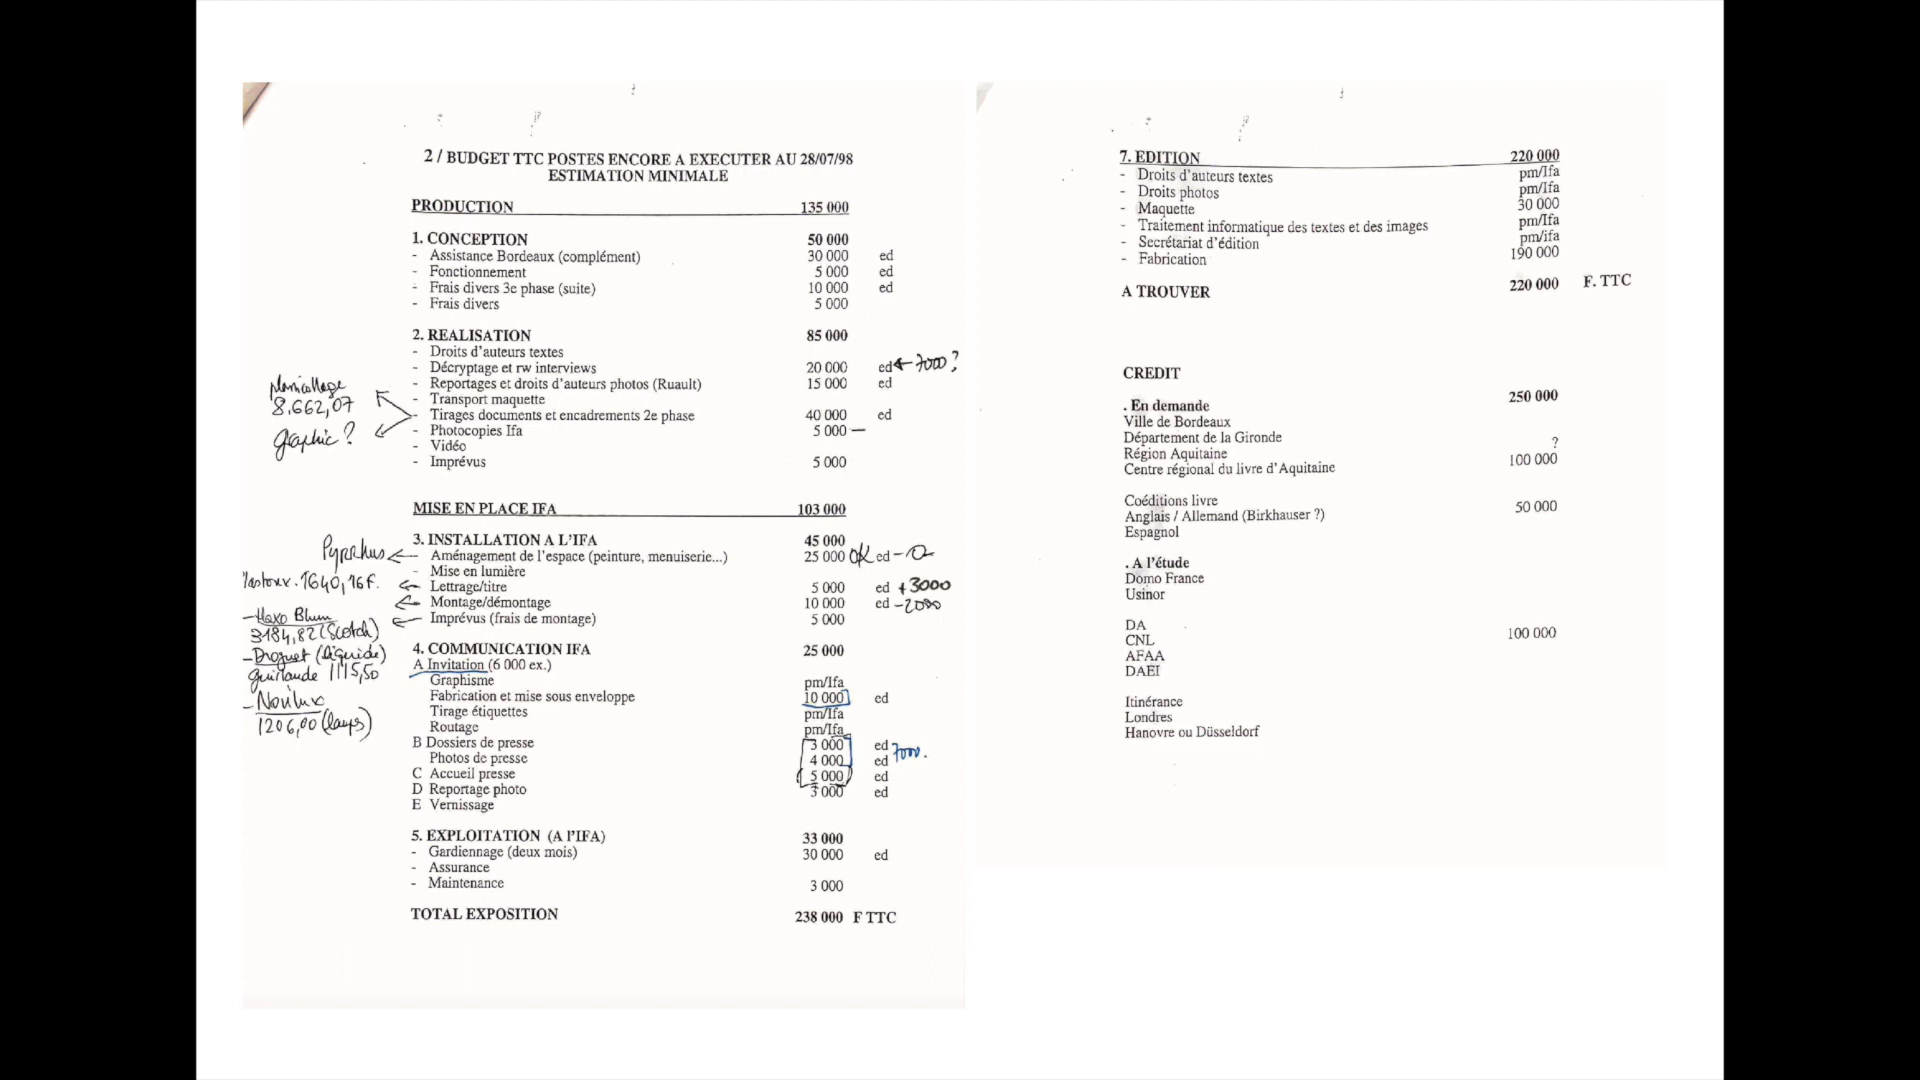 2 / BUDGET TTC POSTES ENCORE A EXECUTER AU 28/07/98
ESTIMATION MINIMALE
PRODUCTION 135 000
1. CONCEPTION 50 000
- Assistance Bordeaux (complément) 30 000 ed
- Fonctionnement 5 000 ed
- Frais divers 3e phase (suite) 10 000 ed
- Frais divers 5 000
2. REALISATION 85 000
- Droits d'auteurs textes
- Décryptage et rw interviews 20 000 ed ← 7000 ?
- Reportages et droits d'auteurs photos (Ruault) 15 000 ed
- Transport maquette
8.662,07
- Tirages documents et encadrements 2e phase 40 000 ed
graphic ?
- Photocopies Ifa 5 000 —
- Vidéo
- Imprévus 5 000
MISE EN PLACE IFA 103 000
3. INSTALLATION A L'IFA 45 000
Pyrrhus ← Aménagement de l'espace (peinture, menuiserie...) 25 000 OK ed
- Mise en lumière
1640,16F. ← Lettrage/titre 5 000 ed +3000
← Montage/démontage 10 000 ed -2000
- Haxo Blum ← Imprévus (frais de montage) 5 000
3184,82 (Scotch)
- Droguet (liquide)
guirlande 1115,50
- Novilux
1206,00 (lamps)
4. COMMUNICATION IFA 25 000
A Invitation (6 000 ex.)
Graphisme pm/Ifa
Fabrication et mise sous enveloppe 10 000 ed
Tirage étiquettes pm/Ifa
Routage pm/Ifa
B Dossiers de presse 3 000 ed 7000.
Photos de presse 4 000 ed
C Accueil presse 5 000 ed
D Reportage photo 3 000 ed
E Vernissage
5. EXPLOITATION (A l'IFA) 33 000
- Gardiennage (deux mois) 30 000 ed
- Assurance
- Maintenance 3 000
TOTAL EXPOSITION 238 000 F TTC
7. EDITION 220 000
- Droits d'auteurs textes pm/Ifa
- Droits photos pm/Ifa
- Maquette 30 000
- Traitement informatique des textes et des images pm/Ifa
- Secrétariat d'édition pm/ifa
- Fabrication 190 000
A TROUVER 220 000 F. TTC
CREDIT
. En demande 250 000
Ville de Bordeaux
Département de la Gironde
Région Aquitaine ?
Centre régional du livre d'Aquitaine 100 000
Coéditions livre
Anglais / Allemand (Birkhauser ?) 50 000
Espagnol
. A l'étude
Domo France
Usinor
DA
CNL 100 000
AFAA
DAEI
Itinérance
Londres
Hanovre ou Düsseldorf